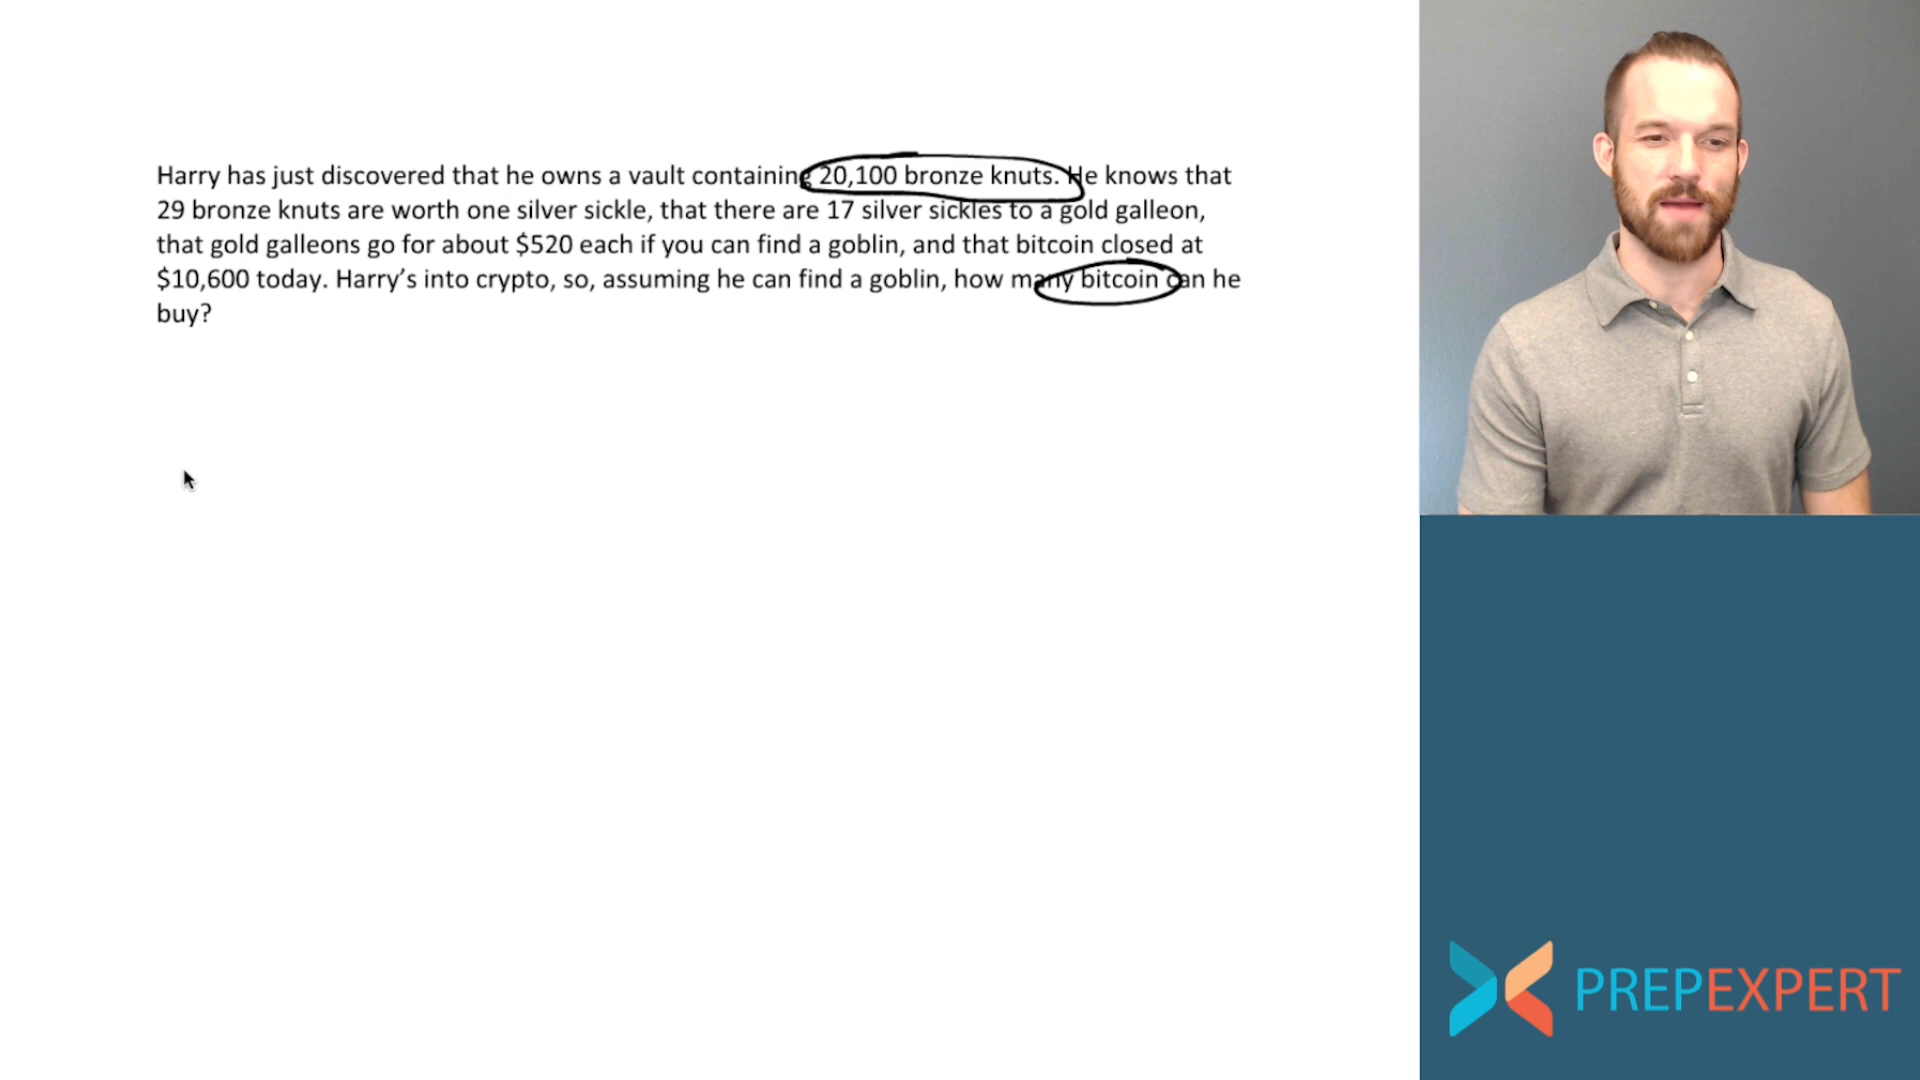 Harry has just discovered that he owns a vault containing 20,100 bronze knuts. He knows that
29 bronze knuts are worth one silver sickle, that there are 17 silver sickles to a gold galleon,
that gold galleons go for about $520 each if you can find a goblin, and that bitcoin closed at
$10,600 today. Harry’s into crypto, so, assuming he can find a goblin, how many bitcoin can he
buy?
PREPEXPERT